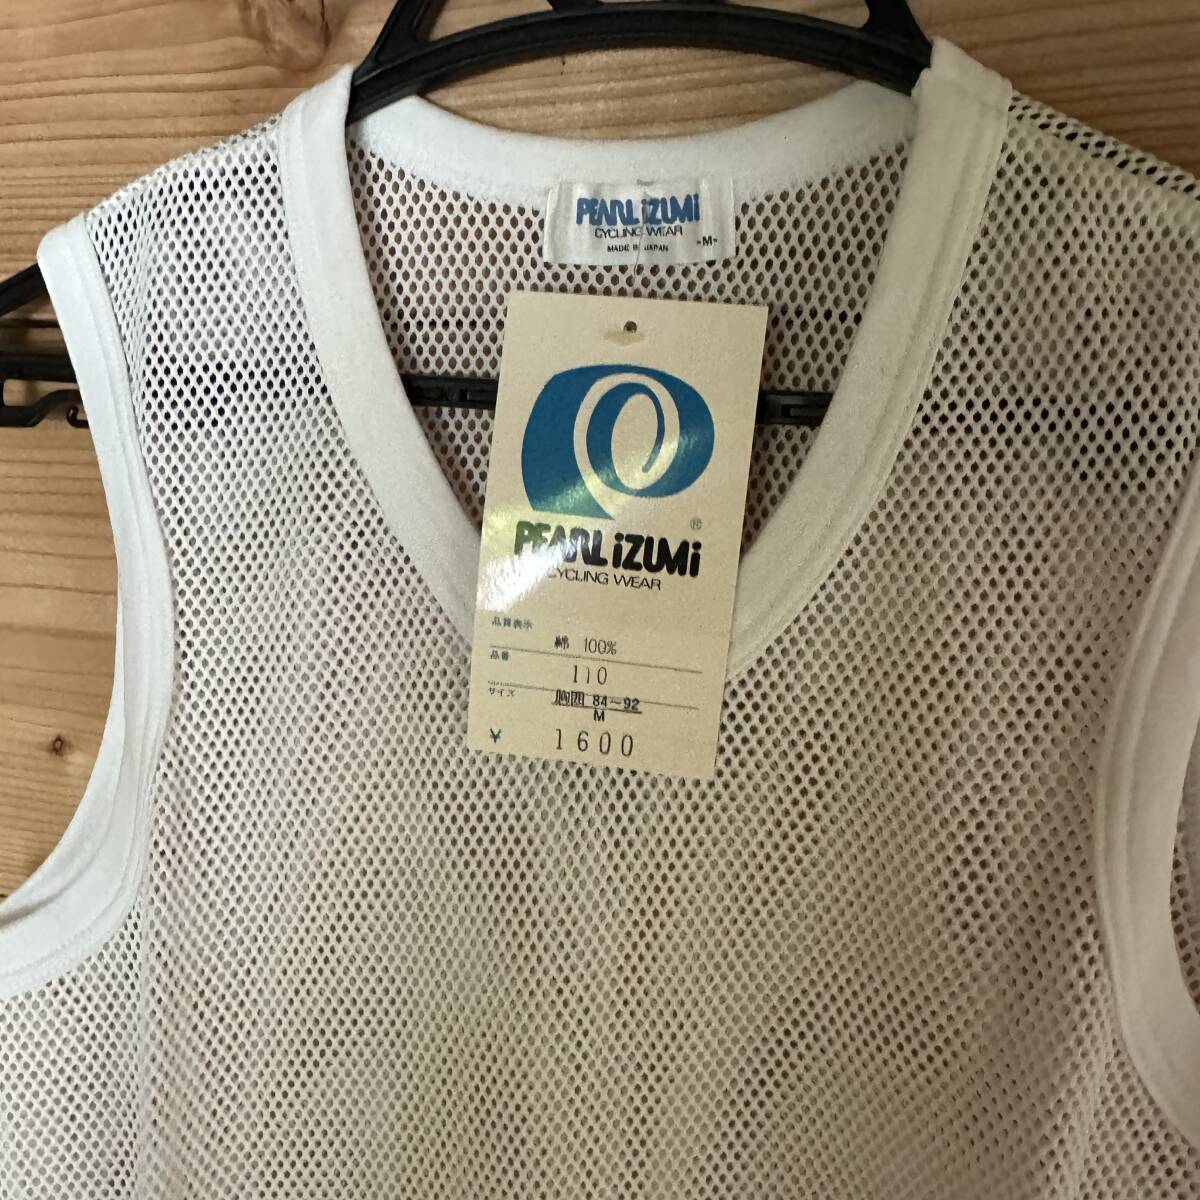 PEARL iZUMi
CYCLING WEAR
MADE IN JAPAN
-M-
®
PEARL iZUMi
CYCLING WEAR
品質表示
綿 100%
品番
110
サイズ
胸囲 84~92
M
¥ 1600